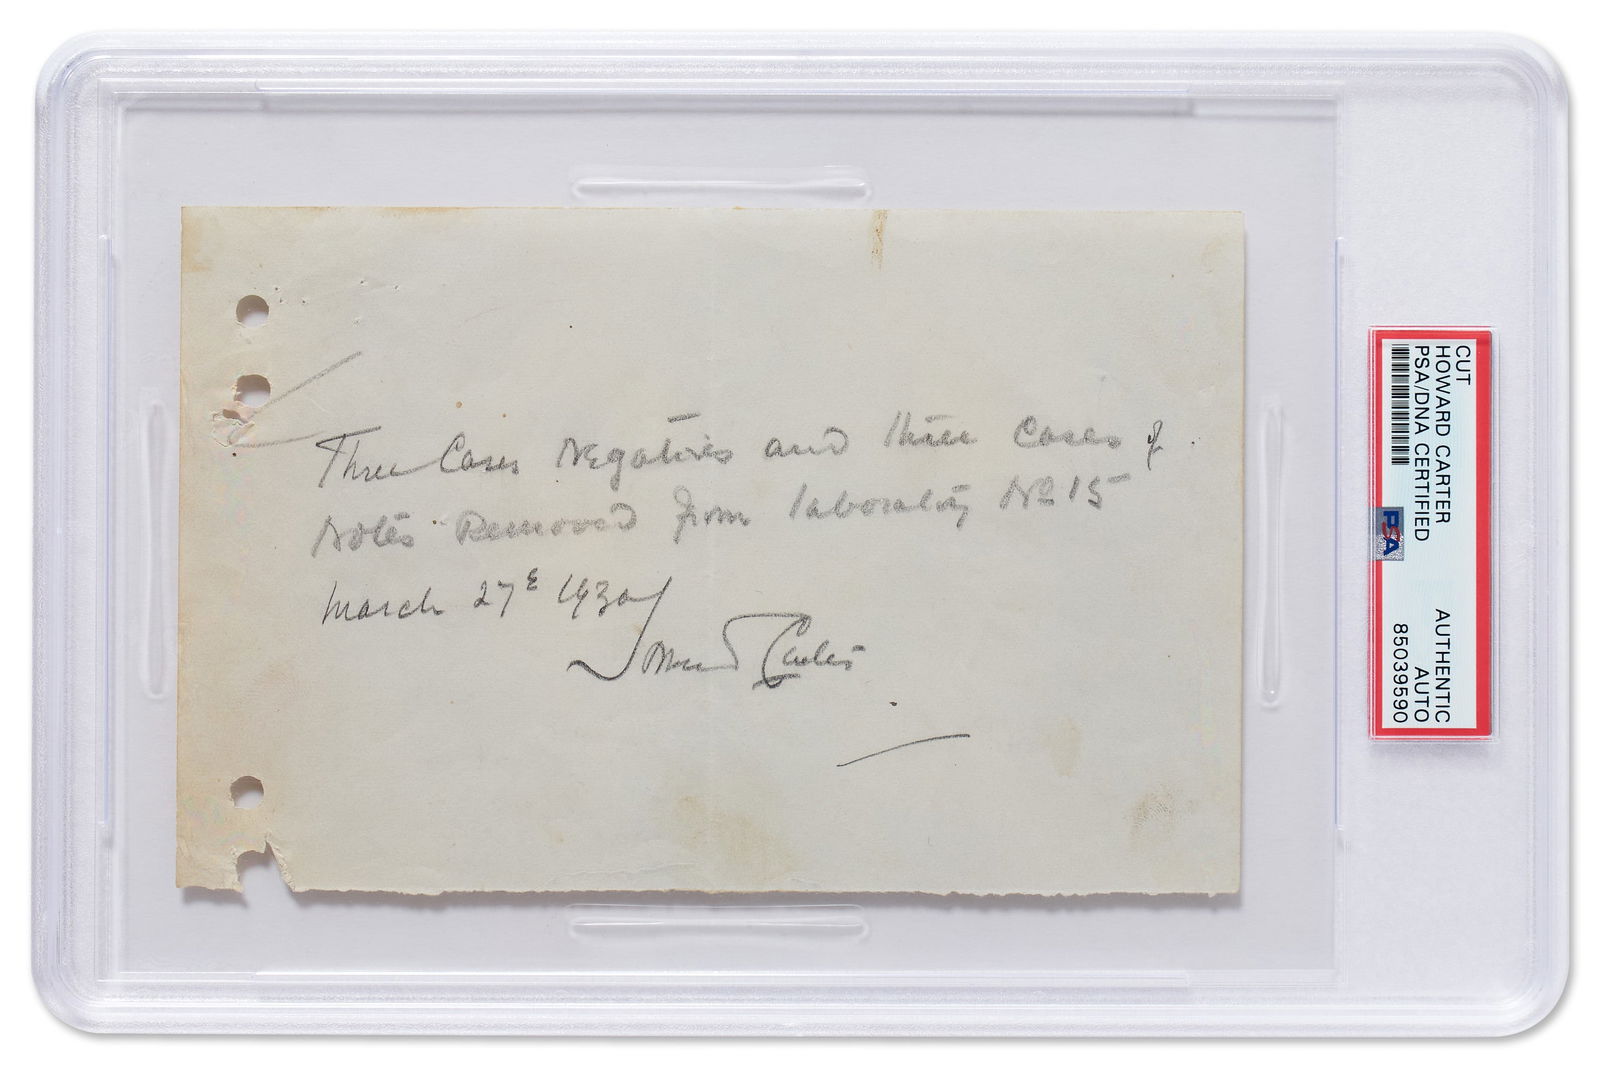 Three Cases Negatives and three cases of
Notes Removed from laboratory No 15
March 27th 1930
Howard Carter
CUT
HOWARD CARTER
PSA/DNA CERTIFIED
AUTHENTIC
AUTO
85039590
PSA